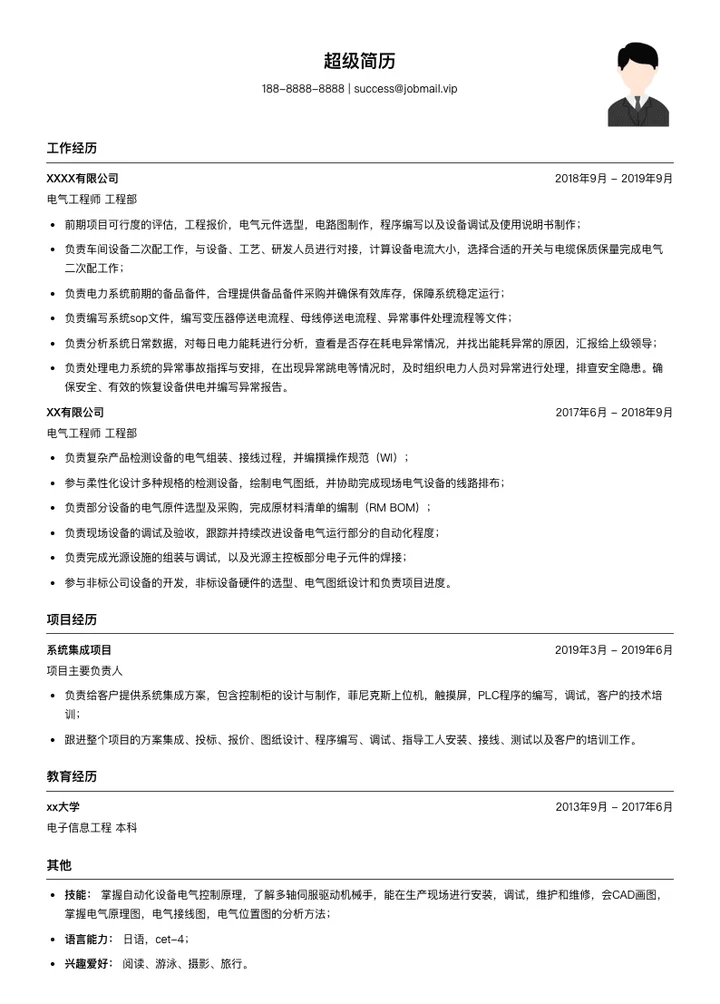 超级简历
188-8888-8888 | success@jobmail.vip
工作经历
XXXX有限公司 2018年9月 - 2019年9月
电气工程师 工程部
• 前期项目可行度的评估，工程报价，电气元件选型，电路图制作，程序编写以及设备调试及使用说明书制作；
• 负责车间设备二次配工作，与设备、工艺、研发人员进行对接，计算设备电流大小，选择合适的开关与电缆保质保量完成电气
二次配工作；
• 负责电力系统前期的备品备件，合理提供备品备件采购并确保有效库存，保障系统稳定运行；
• 负责编写系统sop文件，编写变压器停送电流程、母线停送电流程、异常事件处理流程等文件；
• 负责分析系统日常数据，对每日电力能耗进行分析，查看是否存在耗电异常情况，并找出能耗异常的原因，汇报给上级领导；
• 负责处理电力系统的异常事故指挥与安排，在出现异常跳电等情况时，及时组织电力人员对异常进行处理，排查安全隐患。确
保安全、有效的恢复设备供电并编写异常报告。
XX有限公司 2017年6月 - 2018年9月
电气工程师 工程部
• 负责复杂产品检测设备的电气组装、接线过程，并编撰操作规范（WI）；
• 参与柔性化设计多种规格的检测设备，绘制电气图纸，并协助完成现场电气设备的线路排布；
• 负责部分设备的电气原件选型及采购，完成原材料清单的编制（RM BOM）；
• 负责现场设备的调试及验收，跟踪并持续改进设备电气运行部分的自动化程度；
• 负责完成光源设施的组装与调试，以及光源主控板部分电子元件的焊接；
• 参与非标公司设备的开发，非标设备硬件的选型、电气图纸设计和负责项目进度。
项目经历
系统集成项目 2019年3月 - 2019年6月
项目主要负责人
• 负责给客户提供系统集成方案，包含控制柜的设计与制作，菲尼克斯上位机，触摸屏，PLC程序的编写，调试，客户的技术培
训；
• 跟进整个项目的方案集成、投标、报价、图纸设计、程序编写、调试、指导工人安装、接线、测试以及客户的培训工作。
教育经历
xx大学 2013年9月 - 2017年6月
电子信息工程 本科
其他
• 技能： 掌握自动化设备电气控制原理，了解多轴伺服驱动机械手，能在生产现场进行安装，调试，维护和维修，会CAD画图，
掌握电气原理图，电气接线图，电气位置图的分析方法；
• 语言能力： 日语，cet-4；
• 兴趣爱好： 阅读、游泳、摄影、旅行。